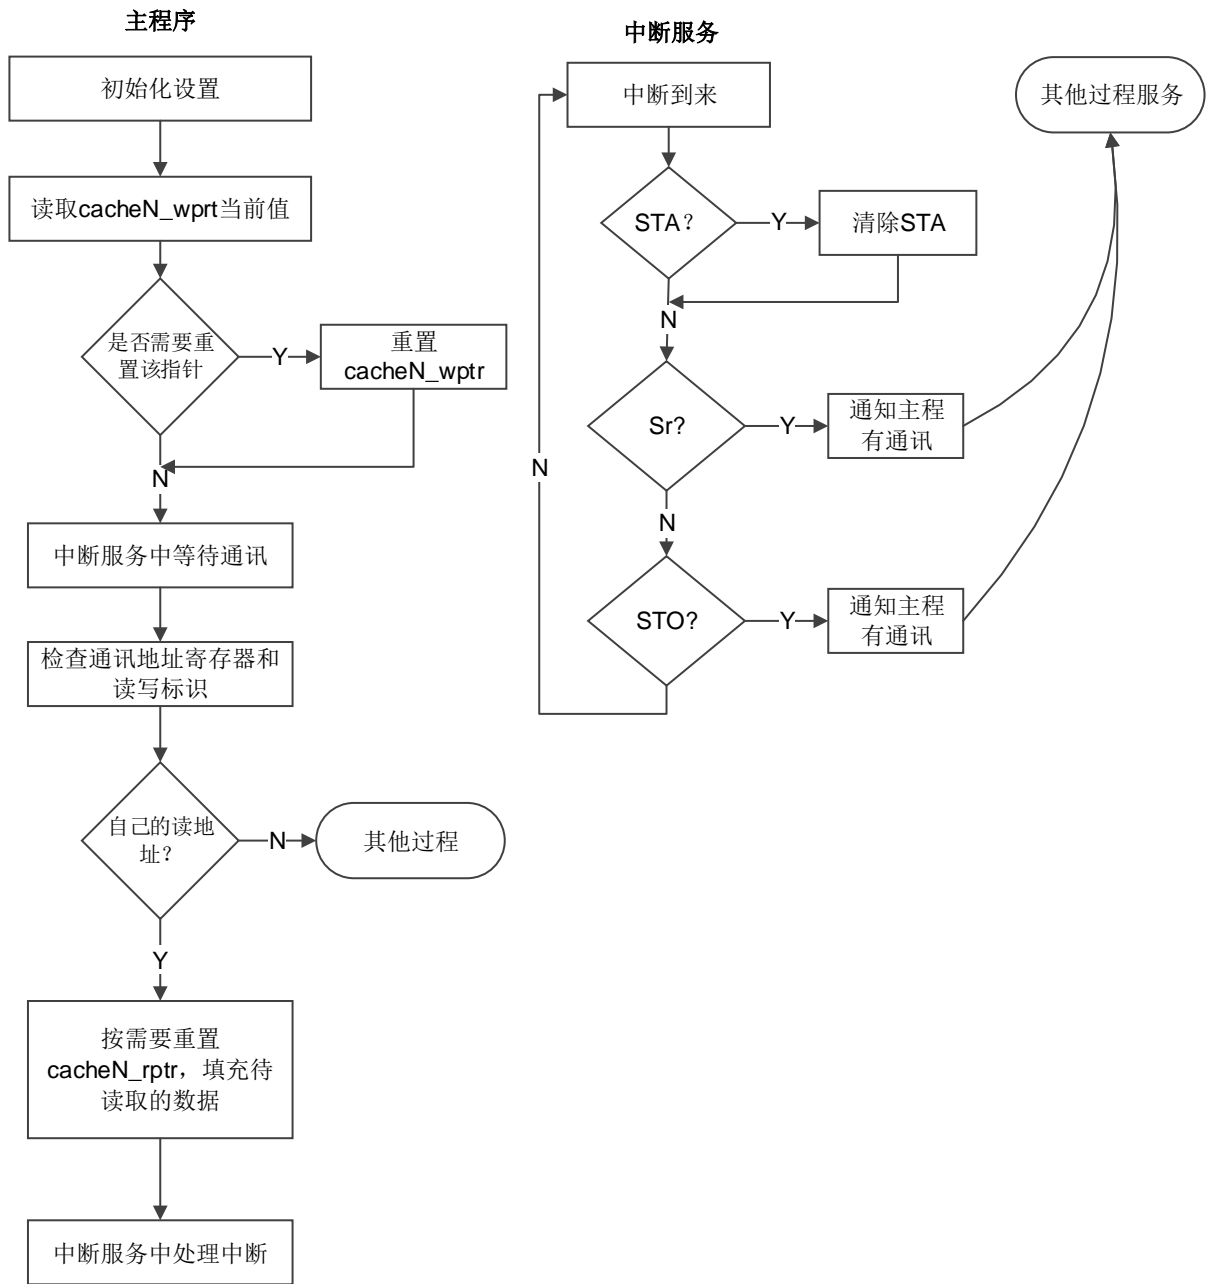 主程序
初始化设置
读取cacheN_wprt当前值
是否需要重
置该指针
Y
重置
cacheN_wptr
N
中断服务中等待通讯
检查通讯地址寄存器和
读写标识
自己的读地
址?
N
其他过程
Y
按需要重置
cacheN_rptr，填充待
读取的数据
中断服务中处理中断
中断服务
中断到来
STA?
Y
清除STA
N
Sr?
Y
通知主程
有通讯
N
STO?
Y
通知主程
有通讯
N
其他过程服务